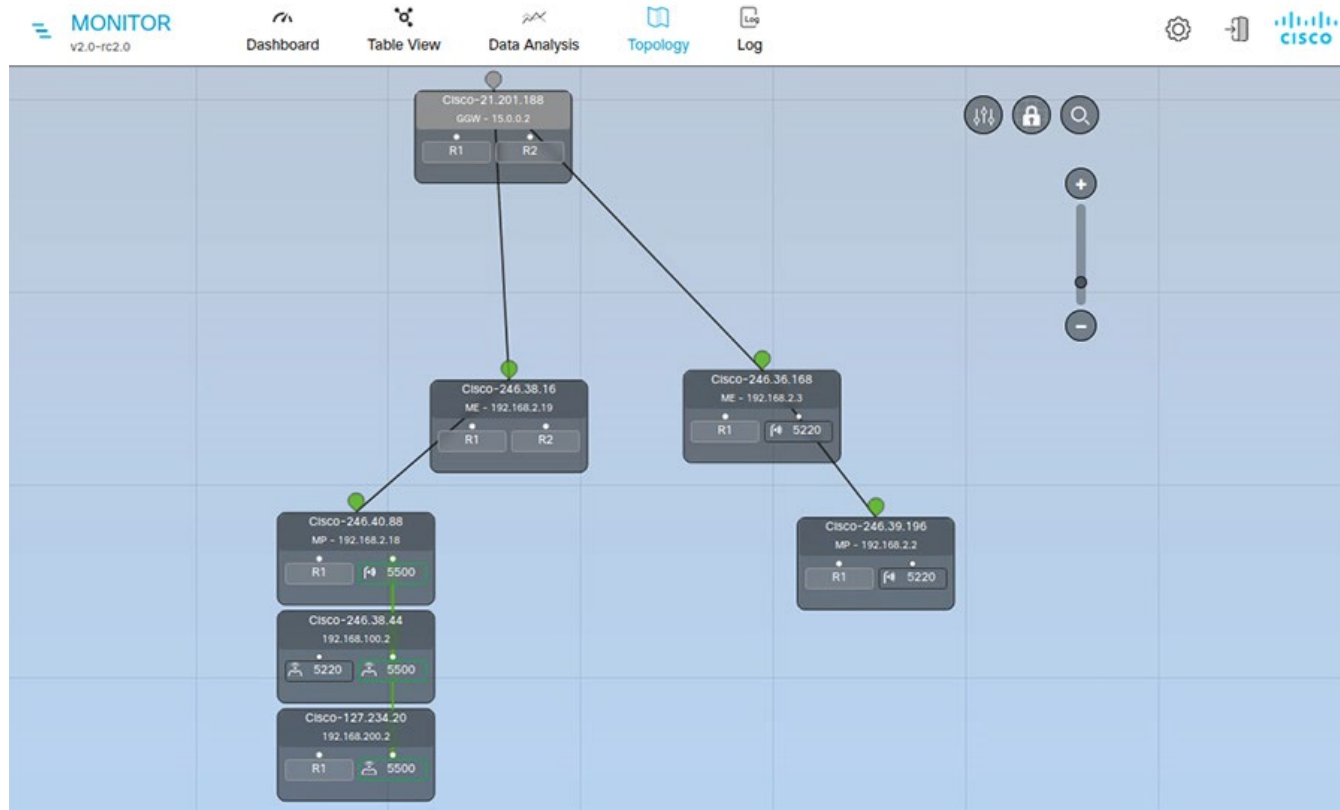 MONITOR
v2.0-rc2.0
Dashboard
Table View
Data Analysis
Topology
Log
Log
CISCO
Cisco-21.201.188
GGW - 15.0.0.2
R1 R2
Cisco-246.38.16
ME - 192.168.2.19
R1 R2
Cisco-246.36.168
ME - 192.168.2.3
R1 5220
Cisco-246.40.88
MP - 192.168.2.18
R1 5500
Cisco-246.39.196
MP - 192.168.2.2
R1 5220
Cisco-246.38.44
192.168.100.2
5220 5500
Cisco-127.234.20
192.168.200.2
R1 5500